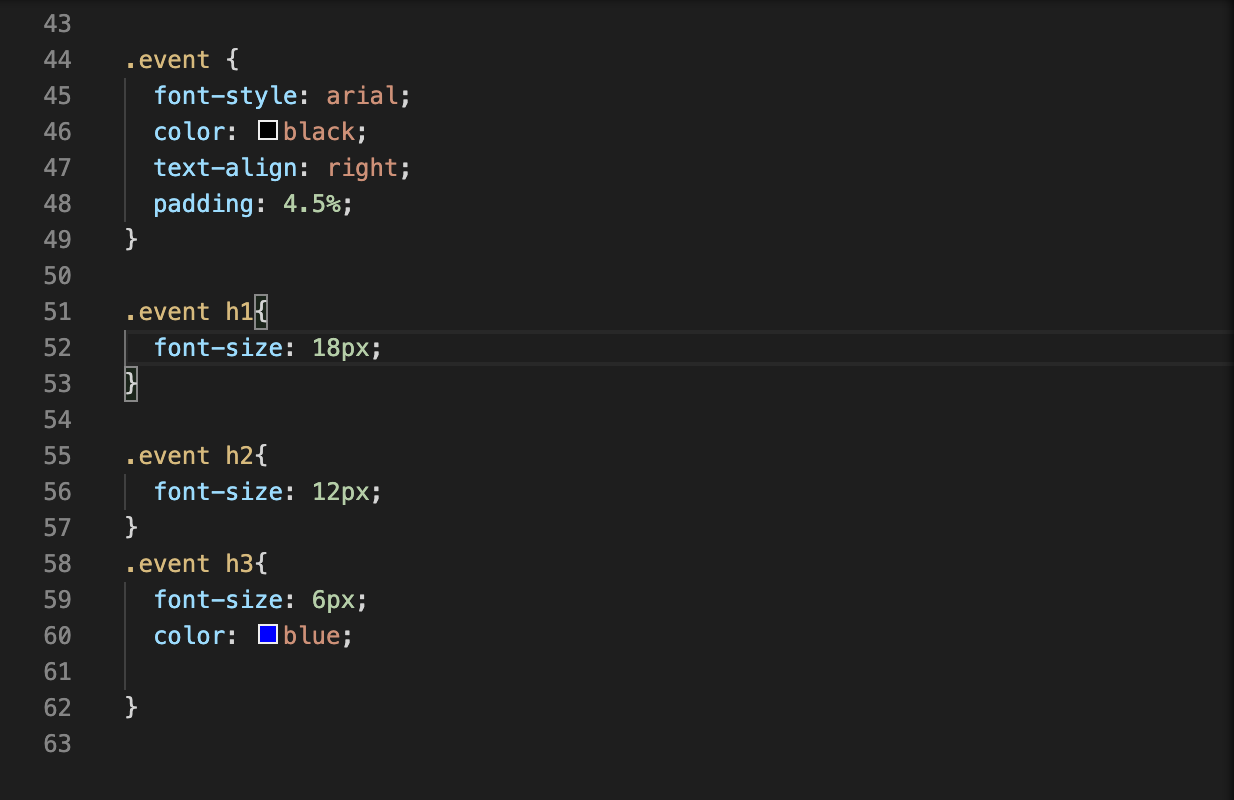 43
44 .event {
45 font-style: arial;
46 color: black;
47 text-align: right;
48 padding: 4.5%;
49 }
50
51 .event h1{
52 font-size: 18px;
53 }
54
55 .event h2{
56 font-size: 12px;
57 }
58 .event h3{
59 font-size: 6px;
60 color: blue;
61
62 }
63